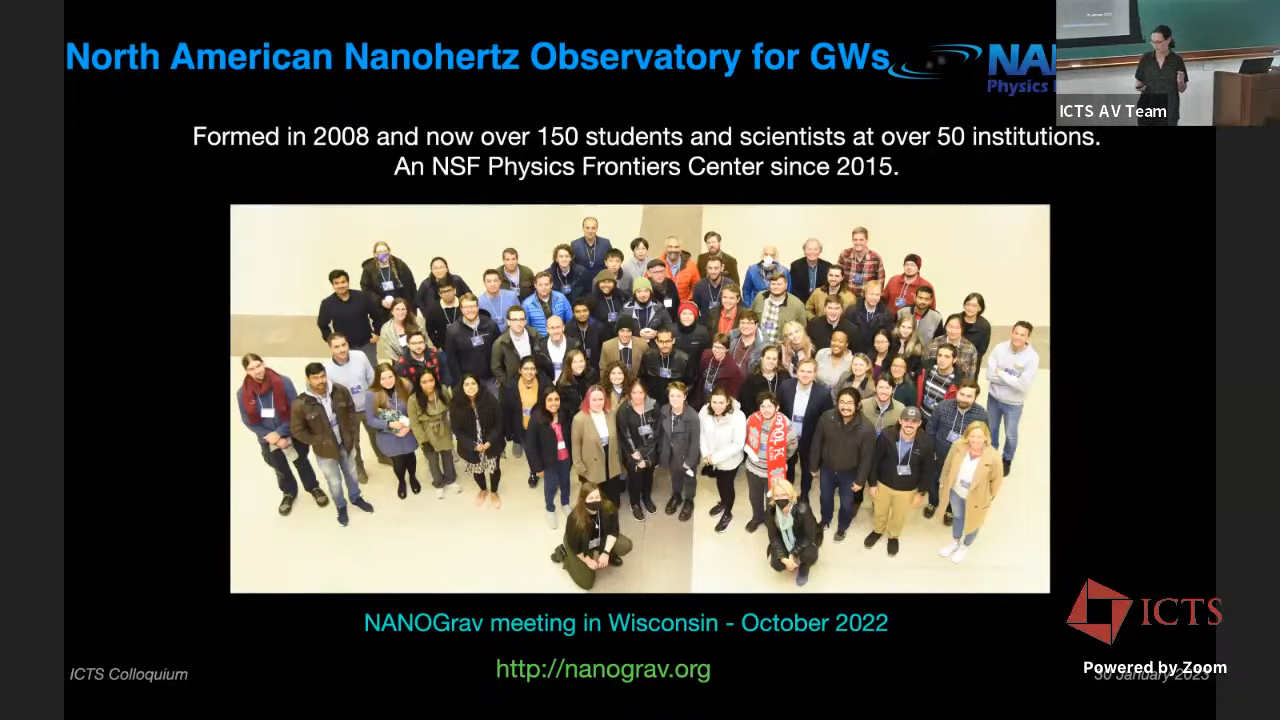 North American Nanohertz Observatory for GWs
NAN
Physics
ICTS AV Team
Formed in 2008 and now over 150 students and scientists at over 50 institutions.
An NSF Physics Frontiers Center since 2015.
NANOGrav meeting in Wisconsin - October 2022
http://nanograv.org
ICTS
Powered by Zoom
ICTS Colloquium
30 January 2023